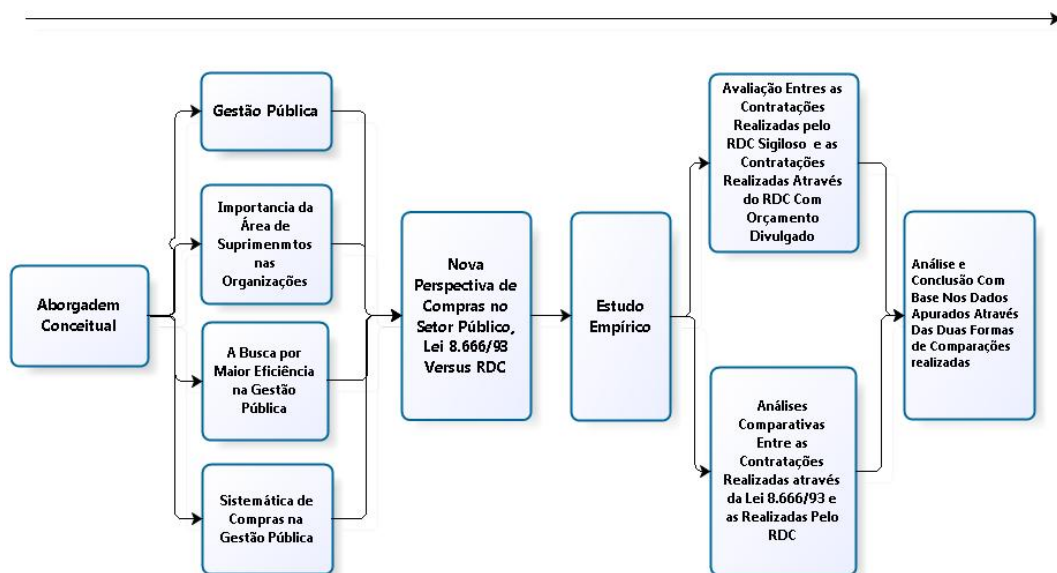 Aborgadem
Conceitual
Gestão Pública
Importancia da
Área de
Suprimenmtos
nas
Organizações
A Busca por
Maior Eficiência
na Gestão
Pública
Sistemática de
Compras na
Gestão Pública
Nova
Perspectiva de
Compras no
Setor Público,
Lei 8.666/93
Versus RDC
Estudo
Empírico
Avaliação Entres as
Contratações
Realizadas pelo
RDC Sigiloso e as
Contratações
Realizadas Através
do RDC Com
Orçamento
Divulgado
Análises
Comparativas
Entre as
Contratações
Realizadas através
da Lei 8.666/93 e
as Realizadas Pelo
RDC
Análise e
Conclusão Com
Base Nos Dados
Apurados Através
Das Duas Formas
de Comparações
realizadas